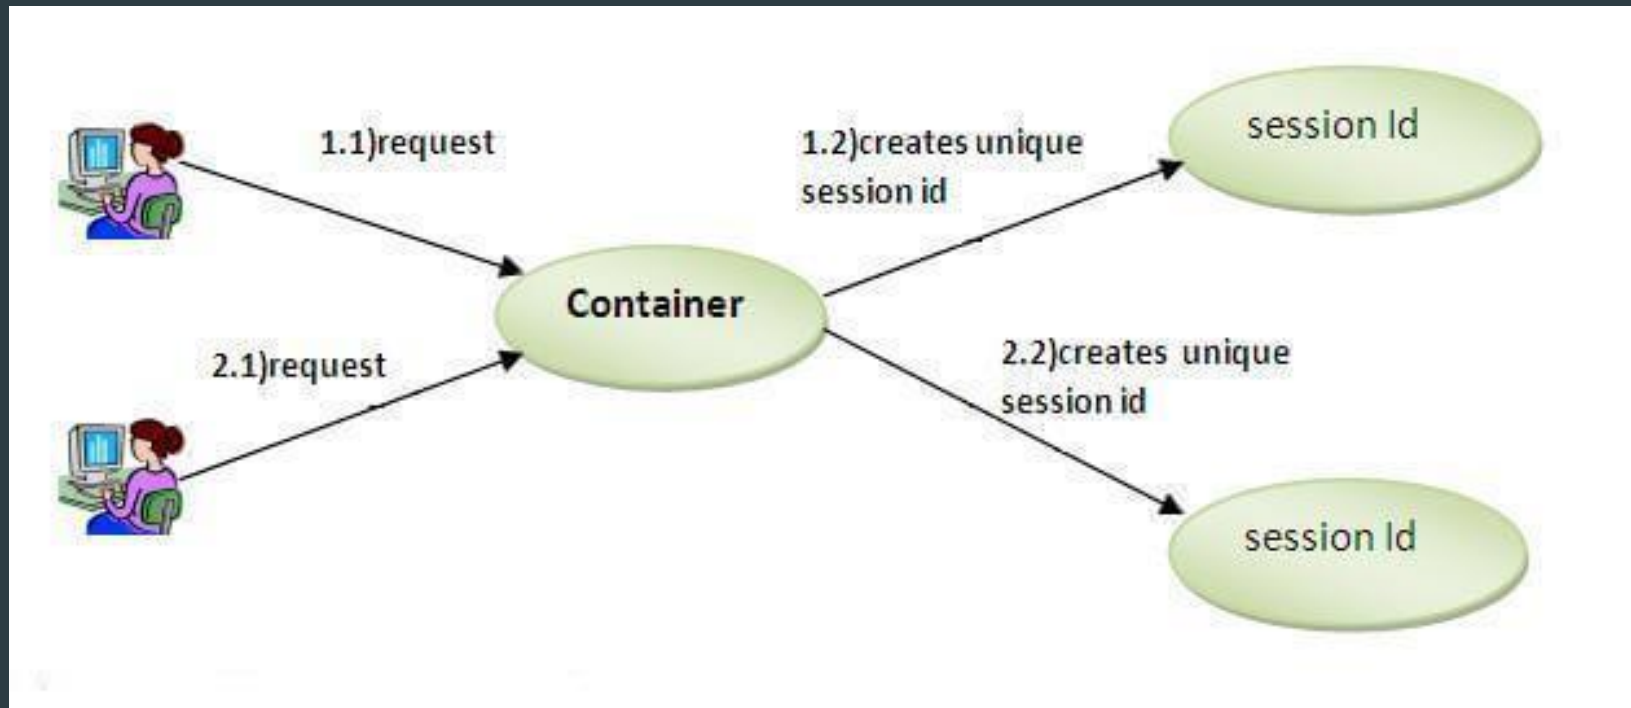 1.1)request
1.2)creates unique
session id
session Id
Container
2.1)request
2.2)creates unique
session id
session Id